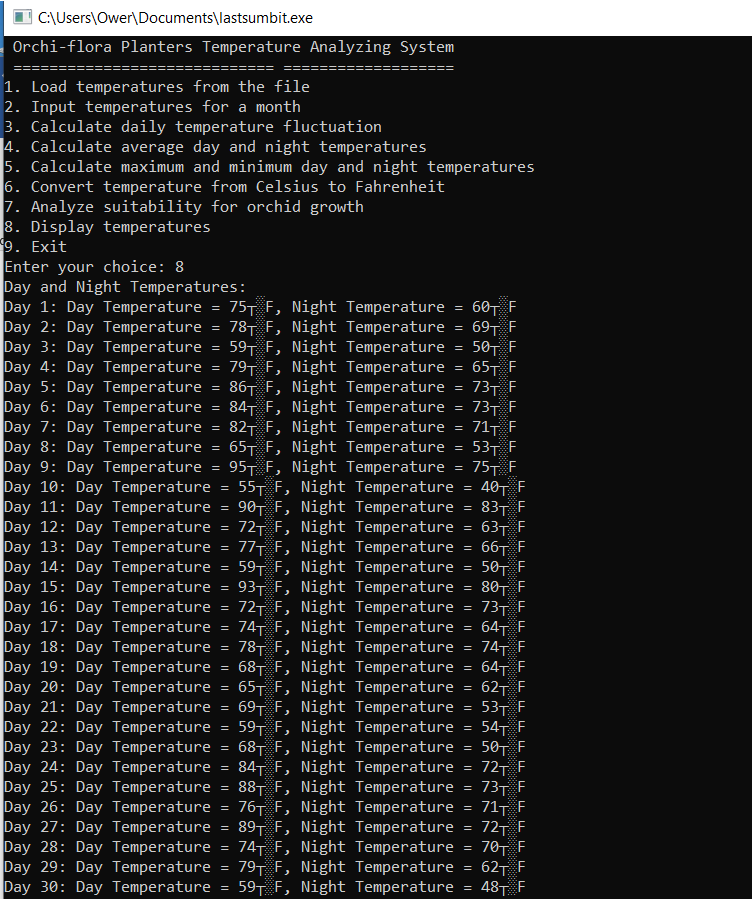 C:\Users\Ower\Documents\lastsumbit.exe
Orchi-flora Planters Temperature Analyzing System
============================= ===================
1. Load temperatures from the file
2. Input temperatures for a month
3. Calculate daily temperature fluctuation
4. Calculate average day and night temperatures
5. Calculate maximum and minimum day and night temperatures
6. Convert temperature from Celsius to Fahrenheit
7. Analyze suitability for orchid growth
8. Display temperatures
9. Exit
Enter your choice: 8
Day and Night Temperatures:
Day 1: Day Temperature = 75┬░F, Night Temperature = 60┬░F
Day 2: Day Temperature = 78┬░F, Night Temperature = 69┬░F
Day 3: Day Temperature = 59┬░F, Night Temperature = 50┬░F
Day 4: Day Temperature = 79┬░F, Night Temperature = 65┬░F
Day 5: Day Temperature = 86┬░F, Night Temperature = 73┬░F
Day 6: Day Temperature = 84┬░F, Night Temperature = 73┬░F
Day 7: Day Temperature = 82┬░F, Night Temperature = 71┬░F
Day 8: Day Temperature = 65┬░F, Night Temperature = 53┬░F
Day 9: Day Temperature = 95┬░F, Night Temperature = 75┬░F
Day 10: Day Temperature = 55┬░F, Night Temperature = 40┬░F
Day 11: Day Temperature = 90┬░F, Night Temperature = 83┬░F
Day 12: Day Temperature = 72┬░F, Night Temperature = 63┬░F
Day 13: Day Temperature = 77┬░F, Night Temperature = 66┬░F
Day 14: Day Temperature = 59┬░F, Night Temperature = 50┬░F
Day 15: Day Temperature = 93┬░F, Night Temperature = 80┬░F
Day 16: Day Temperature = 72┬░F, Night Temperature = 73┬░F
Day 17: Day Temperature = 74┬░F, Night Temperature = 64┬░F
Day 18: Day Temperature = 78┬░F, Night Temperature = 74┬░F
Day 19: Day Temperature = 68┬░F, Night Temperature = 64┬░F
Day 20: Day Temperature = 65┬░F, Night Temperature = 62┬░F
Day 21: Day Temperature = 69┬░F, Night Temperature = 53┬░F
Day 22: Day Temperature = 59┬░F, Night Temperature = 54┬░F
Day 23: Day Temperature = 68┬░F, Night Temperature = 50┬░F
Day 24: Day Temperature = 84┬░F, Night Temperature = 72┬░F
Day 25: Day Temperature = 88┬░F, Night Temperature = 73┬░F
Day 26: Day Temperature = 76┬░F, Night Temperature = 71┬░F
Day 27: Day Temperature = 89┬░F, Night Temperature = 72┬░F
Day 28: Day Temperature = 74┬░F, Night Temperature = 70┬░F
Day 29: Day Temperature = 79┬░F, Night Temperature = 62┬░F
Day 30: Day Temperature = 59┬░F, Night Temperature = 48┬░F